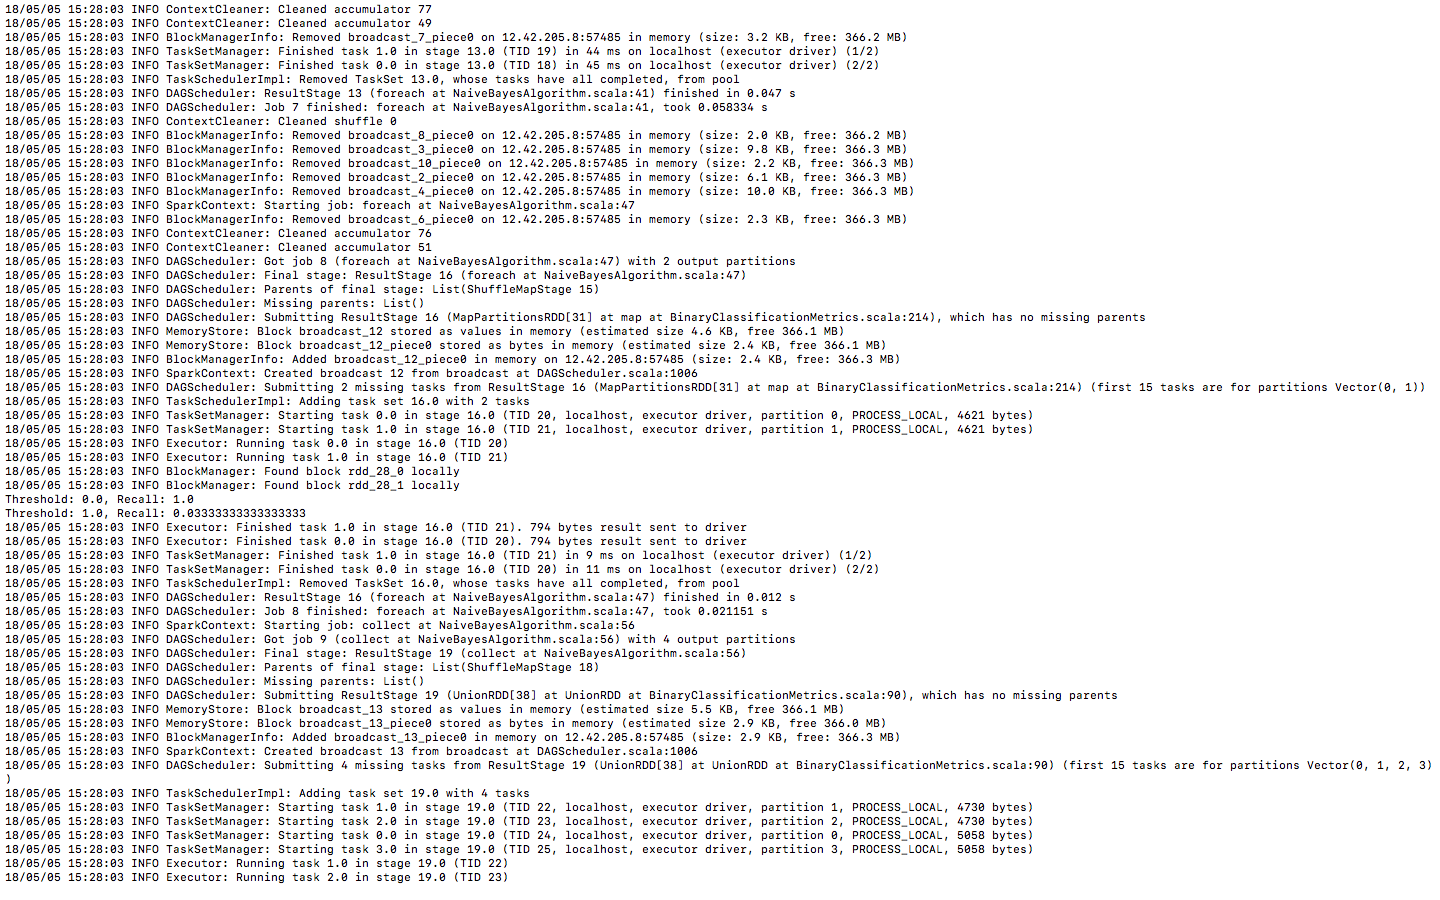 18/05/05 15:28:03 INFO ContextCleaner: Cleaned accumulator 77
18/05/05 15:28:03 INFO ContextCleaner: Cleaned accumulator 49
18/05/05 15:28:03 INFO BlockManagerInfo: Removed broadcast_7_piece0 on 12.42.205.8:57485 in memory (size: 3.2 KB, free: 366.2 MB)
18/05/05 15:28:03 INFO TaskSetManager: Finished task 1.0 in stage 13.0 (TID 19) in 44 ms on localhost (executor driver) (1/2)
18/05/05 15:28:03 INFO TaskSetManager: Finished task 0.0 in stage 13.0 (TID 18) in 45 ms on localhost (executor driver) (2/2)
18/05/05 15:28:03 INFO TaskSchedulerImpl: Removed TaskSet 13.0, whose tasks have all completed, from pool
18/05/05 15:28:03 INFO DAGScheduler: ResultStage 13 (foreach at NaiveBayesAlgorithm.scala:41) finished in 0.047 s
18/05/05 15:28:03 INFO DAGScheduler: Job 7 finished: foreach at NaiveBayesAlgorithm.scala:41, took 0.058334 s
18/05/05 15:28:03 INFO ContextCleaner: Cleaned shuffle 0
18/05/05 15:28:03 INFO BlockManagerInfo: Removed broadcast_8_piece0 on 12.42.205.8:57485 in memory (size: 2.0 KB, free: 366.2 MB)
18/05/05 15:28:03 INFO BlockManagerInfo: Removed broadcast_3_piece0 on 12.42.205.8:57485 in memory (size: 9.8 KB, free: 366.3 MB)
18/05/05 15:28:03 INFO BlockManagerInfo: Removed broadcast_10_piece0 on 12.42.205.8:57485 in memory (size: 2.2 KB, free: 366.3 MB)
18/05/05 15:28:03 INFO BlockManagerInfo: Removed broadcast_2_piece0 on 12.42.205.8:57485 in memory (size: 6.1 KB, free: 366.3 MB)
18/05/05 15:28:03 INFO BlockManagerInfo: Removed broadcast_4_piece0 on 12.42.205.8:57485 in memory (size: 10.0 KB, free: 366.3 MB)
18/05/05 15:28:03 INFO SparkContext: Starting job: foreach at NaiveBayesAlgorithm.scala:47
18/05/05 15:28:03 INFO BlockManagerInfo: Removed broadcast_6_piece0 on 12.42.205.8:57485 in memory (size: 2.3 KB, free: 366.3 MB)
18/05/05 15:28:03 INFO ContextCleaner: Cleaned accumulator 76
18/05/05 15:28:03 INFO ContextCleaner: Cleaned accumulator 51
18/05/05 15:28:03 INFO DAGScheduler: Got job 8 (foreach at NaiveBayesAlgorithm.scala:47) with 2 output partitions
18/05/05 15:28:03 INFO DAGScheduler: Final stage: ResultStage 16 (foreach at NaiveBayesAlgorithm.scala:47)
18/05/05 15:28:03 INFO DAGScheduler: Parents of final stage: List(ShuffleMapStage 15)
18/05/05 15:28:03 INFO DAGScheduler: Missing parents: List()
18/05/05 15:28:03 INFO DAGScheduler: Submitting ResultStage 16 (MapPartitionsRDD[31] at map at BinaryClassificationMetrics.scala:214), which has no missing parents
18/05/05 15:28:03 INFO MemoryStore: Block broadcast_12 stored as values in memory (estimated size 4.6 KB, free 366.1 MB)
18/05/05 15:28:03 INFO MemoryStore: Block broadcast_12_piece0 stored as bytes in memory (estimated size 2.4 KB, free 366.1 MB)
18/05/05 15:28:03 INFO BlockManagerInfo: Added broadcast_12_piece0 in memory on 12.42.205.8:57485 (size: 2.4 KB, free: 366.3 MB)
18/05/05 15:28:03 INFO SparkContext: Created broadcast 12 from broadcast at DAGScheduler.scala:1006
18/05/05 15:28:03 INFO DAGScheduler: Submitting 2 missing tasks from ResultStage 16 (MapPartitionsRDD[31] at map at BinaryClassificationMetrics.scala:214) (first 15 tasks are for partitions Vector(0, 1))
18/05/05 15:28:03 INFO TaskSchedulerImpl: Adding task set 16.0 with 2 tasks
18/05/05 15:28:03 INFO TaskSetManager: Starting task 0.0 in stage 16.0 (TID 20, localhost, executor driver, partition 0, PROCESS_LOCAL, 4621 bytes)
18/05/05 15:28:03 INFO TaskSetManager: Starting task 1.0 in stage 16.0 (TID 21, localhost, executor driver, partition 1, PROCESS_LOCAL, 4621 bytes)
18/05/05 15:28:03 INFO Executor: Running task 0.0 in stage 16.0 (TID 20)
18/05/05 15:28:03 INFO Executor: Running task 1.0 in stage 16.0 (TID 21)
18/05/05 15:28:03 INFO BlockManager: Found block rdd_28_0 locally
18/05/05 15:28:03 INFO BlockManager: Found block rdd_28_1 locally
Threshold: 0.0, Recall: 1.0
Threshold: 1.0, Recall: 0.03333333333333333
18/05/05 15:28:03 INFO Executor: Finished task 1.0 in stage 16.0 (TID 21). 794 bytes result sent to driver
18/05/05 15:28:03 INFO Executor: Finished task 0.0 in stage 16.0 (TID 20). 794 bytes result sent to driver
18/05/05 15:28:03 INFO TaskSetManager: Finished task 1.0 in stage 16.0 (TID 21) in 9 ms on localhost (executor driver) (1/2)
18/05/05 15:28:03 INFO TaskSetManager: Finished task 0.0 in stage 16.0 (TID 20) in 11 ms on localhost (executor driver) (2/2)
18/05/05 15:28:03 INFO TaskSchedulerImpl: Removed TaskSet 16.0, whose tasks have all completed, from pool
18/05/05 15:28:03 INFO DAGScheduler: ResultStage 16 (foreach at NaiveBayesAlgorithm.scala:47) finished in 0.012 s
18/05/05 15:28:03 INFO DAGScheduler: Job 8 finished: foreach at NaiveBayesAlgorithm.scala:47, took 0.021151 s
18/05/05 15:28:03 INFO SparkContext: Starting job: collect at NaiveBayesAlgorithm.scala:56
18/05/05 15:28:03 INFO DAGScheduler: Got job 9 (collect at NaiveBayesAlgorithm.scala:56) with 4 output partitions
18/05/05 15:28:03 INFO DAGScheduler: Final stage: ResultStage 19 (collect at NaiveBayesAlgorithm.scala:56)
18/05/05 15:28:03 INFO DAGScheduler: Parents of final stage: List(ShuffleMapStage 18)
18/05/05 15:28:03 INFO DAGScheduler: Missing parents: List()
18/05/05 15:28:03 INFO DAGScheduler: Submitting ResultStage 19 (UnionRDD[38] at UnionRDD at BinaryClassificationMetrics.scala:90), which has no missing parents
18/05/05 15:28:03 INFO MemoryStore: Block broadcast_13 stored as values in memory (estimated size 5.5 KB, free 366.1 MB)
18/05/05 15:28:03 INFO MemoryStore: Block broadcast_13_piece0 stored as bytes in memory (estimated size 2.9 KB, free 366.0 MB)
18/05/05 15:28:03 INFO BlockManagerInfo: Added broadcast_13_piece0 in memory on 12.42.205.8:57485 (size: 2.9 KB, free: 366.3 MB)
18/05/05 15:28:03 INFO SparkContext: Created broadcast 13 from broadcast at DAGScheduler.scala:1006
18/05/05 15:28:03 INFO DAGScheduler: Submitting 4 missing tasks from ResultStage 19 (UnionRDD[38] at UnionRDD at BinaryClassificationMetrics.scala:90) (first 15 tasks are for partitions Vector(0, 1, 2, 3)
)
18/05/05 15:28:03 INFO TaskSchedulerImpl: Adding task set 19.0 with 4 tasks
18/05/05 15:28:03 INFO TaskSetManager: Starting task 1.0 in stage 19.0 (TID 22, localhost, executor driver, partition 1, PROCESS_LOCAL, 4730 bytes)
18/05/05 15:28:03 INFO TaskSetManager: Starting task 2.0 in stage 19.0 (TID 23, localhost, executor driver, partition 2, PROCESS_LOCAL, 4730 bytes)
18/05/05 15:28:03 INFO TaskSetManager: Starting task 0.0 in stage 19.0 (TID 24, localhost, executor driver, partition 0, PROCESS_LOCAL, 5058 bytes)
18/05/05 15:28:03 INFO TaskSetManager: Starting task 3.0 in stage 19.0 (TID 25, localhost, executor driver, partition 3, PROCESS_LOCAL, 5058 bytes)
18/05/05 15:28:03 INFO Executor: Running task 1.0 in stage 19.0 (TID 22)
18/05/05 15:28:03 INFO Executor: Running task 2.0 in stage 19.0 (TID 23)